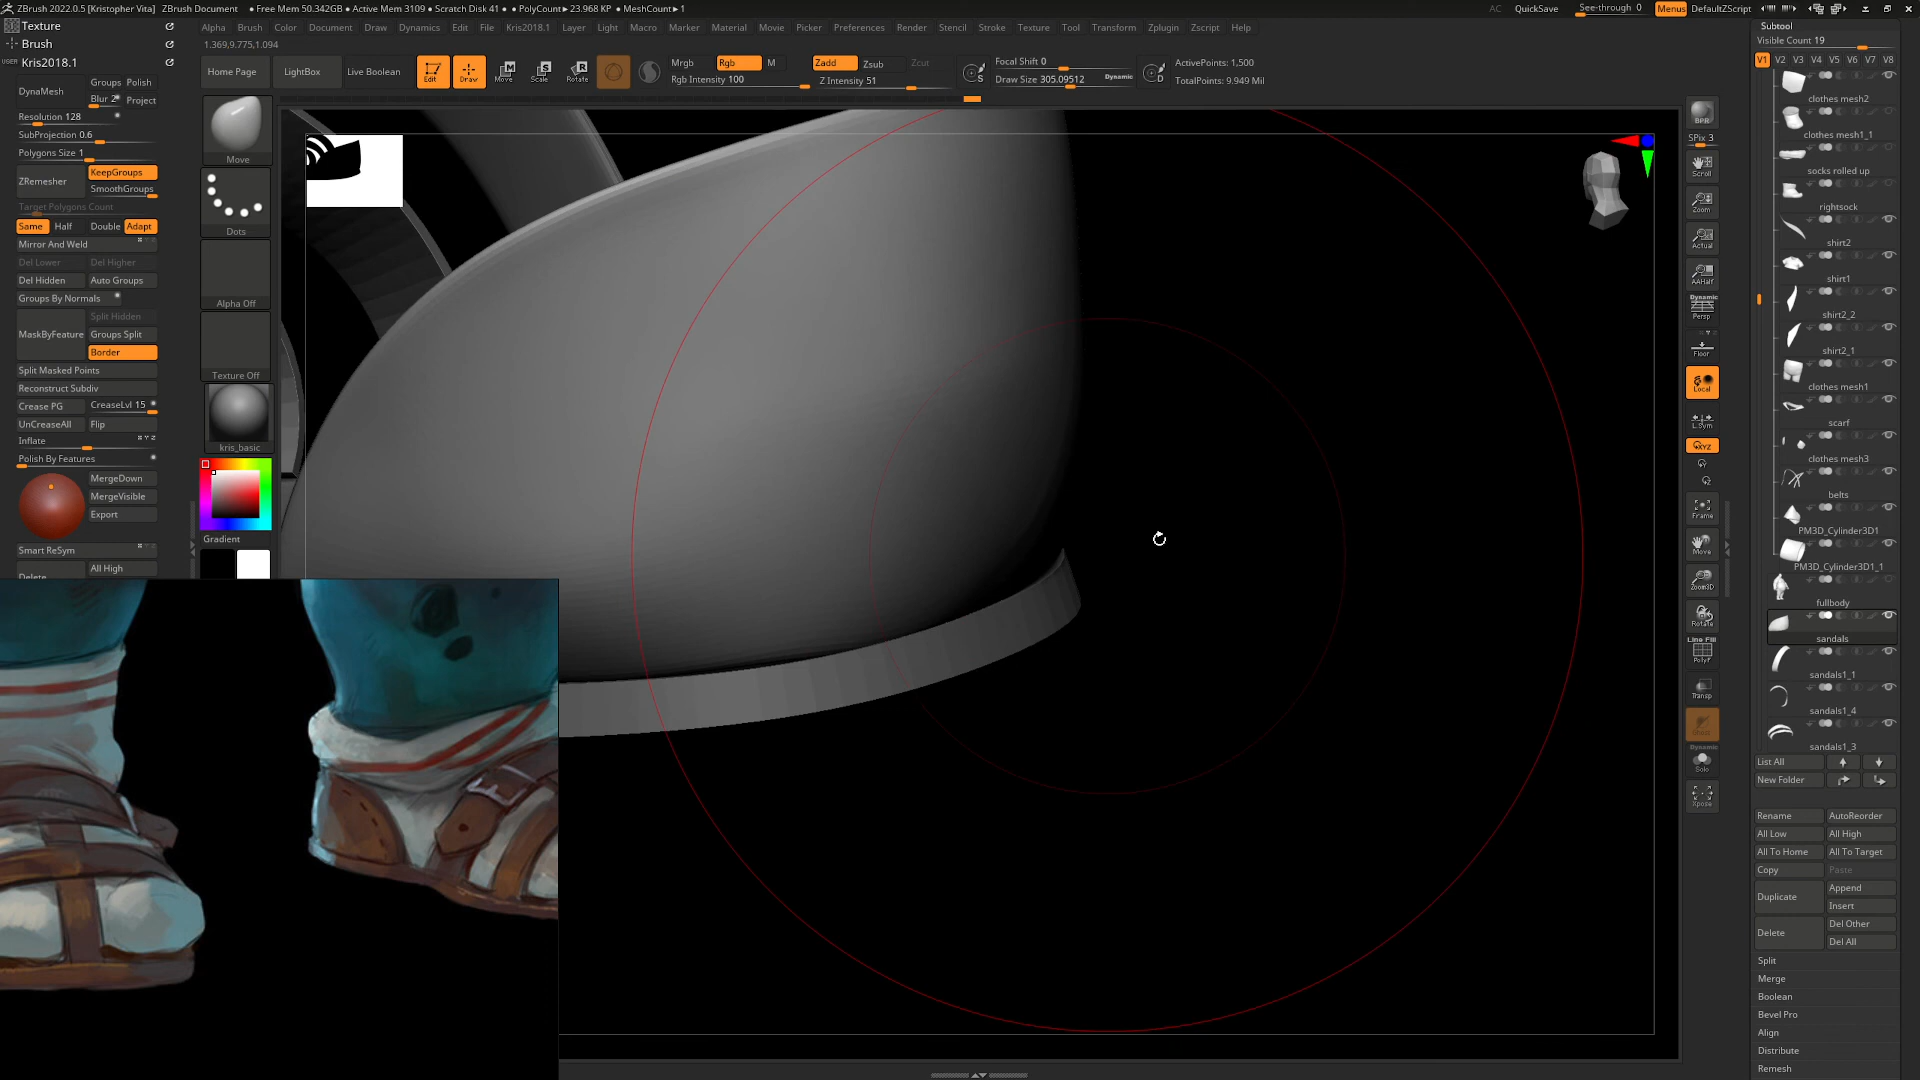 ZBrush 2022.0.5 [Kristopher Vita]   ZBrush Document   • Free Mem 50.342GB • Active Mem 3109 • Scratch Disk 41 •   • PolyCount► 23.968 KP   • MeshCount► 1
AC QuickSave See-through 0 Menus DefaultZScript
Texture
Brush
Kris2018.1
Alpha Brush Color Document Draw Dynamics Edit File Kris2018.1 Layer Light Macro Marker Material Movie Picker Preferences Render Stencil Stroke Texture Tool Transform Zplugin Zscript Help
1.369,9.775,1.094
Home Page LightBox Live Boolean Edit Draw Move Scale Rotate
Mrgb Rgb M
Rgb Intensity 100
Zadd Zsub Zcut
Z Intensity 51
Focal Shift 0
Draw Size 305.09512 Dynamic
ActivePoints: 1,500
TotalPoints: 9.949 Mil
DynaMesh Groups Polish
Blur 2 Project
Resolution 128
SubProjection 0.6
Polygons Size 1
ZRemesher KeepGroups
SmoothGroups
Target Polygons Count
Same Half Double Adapt
Mirror And Weld
Del Lower Del Higher
Del Hidden Auto Groups
Groups By Normals
Split Hidden
MaskByFeature Groups Split
Border
Split Masked Points
Reconstruct Subdiv
Crease PG CreaseLvl 15
UnCreaseAll Flip
Inflate
Polish By Features
MergeDown
MergeVisible
Export
Smart ReSym
All High
Delete
Move
Dots
Alpha Off
Texture Off
kris_basic
Gradient
BPR
SPix 3
Scroll
Zoom
Actual
AAHalf
Dynamic
Persp
Floor
Local
L.Sym
XYZ
Frame
Move
Zoom3D
Rotate
Line Fill
PolyF
Transp
Ghost
Dynamic
Solo
Xpose
Subtool
Visible Count 19
V1 V2 V3 V4 V5 V6 V7 V8
clothes mesh2
clothes mesh1_1
socks rolled up
rightsock
shirt2
shirt1
shirt2_2
shirt2_1
clothes mesh1
scarf
clothes mesh3
belts
PM3D_Cylinder3D1
PM3D_Cylinder3D1_1
fullbody
sandals
sandals1_1
sandals1_4
sandals1_3
List All
New Folder
Rename AutoReorder
All Low All High
All To Home All To Target
Copy Paste
Duplicate Append
Insert
Delete Del Other
Del All
Split
Merge
Boolean
Bevel Pro
Align
Distribute
Remesh